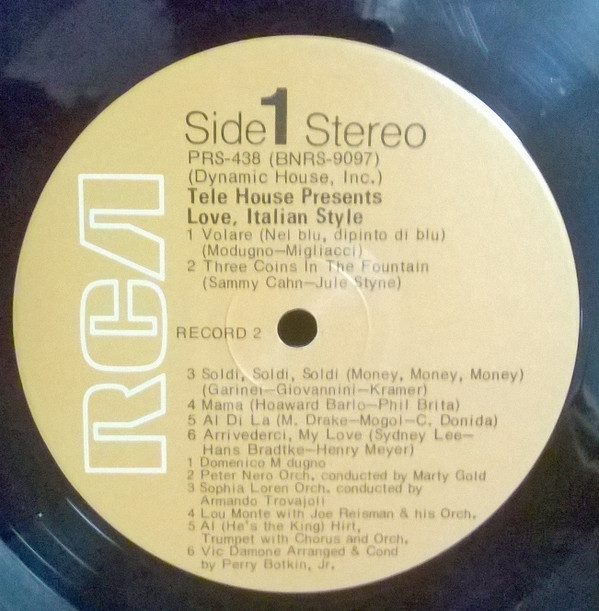 Side 1 Stereo
PRS-438 (BNRS-9097)
(Dynamic House, Inc.)
Tele House Presents
Love, Italian Style
1 Volare (Nel blu, dipinto di blu)
(Modugno—Migliacci)
2 Three Coins In The Fountain
(Sammy Cahn—Jule Styne)
RCA
RECORD 2
3 Soldi, Soldi, Soldi (Money, Money, Money)
(Garinei—Giovannini—Kramer)
4 Mama (Hoaward Barlo—Phil Brita)
5 Al Di La (M. Drake—Mogol—C. Donida)
6 Arrivederci, My Love (Sydney Lee—
Hans Bradtke—Henry Meyer)
1 Domenico M dugno
2 Peter Nero Orch. conducted by Marty Gold
3 Sophia Loren Orch. conducted by
Armando Trovajoli
4 Lou Monte with Joe Reisman & his Orch.
5 Al (He's the King) Hirt,
Trumpet with Chorus and Orch.
6 Vic Damone Arranged & Cond
by Perry Botkin, Jr.